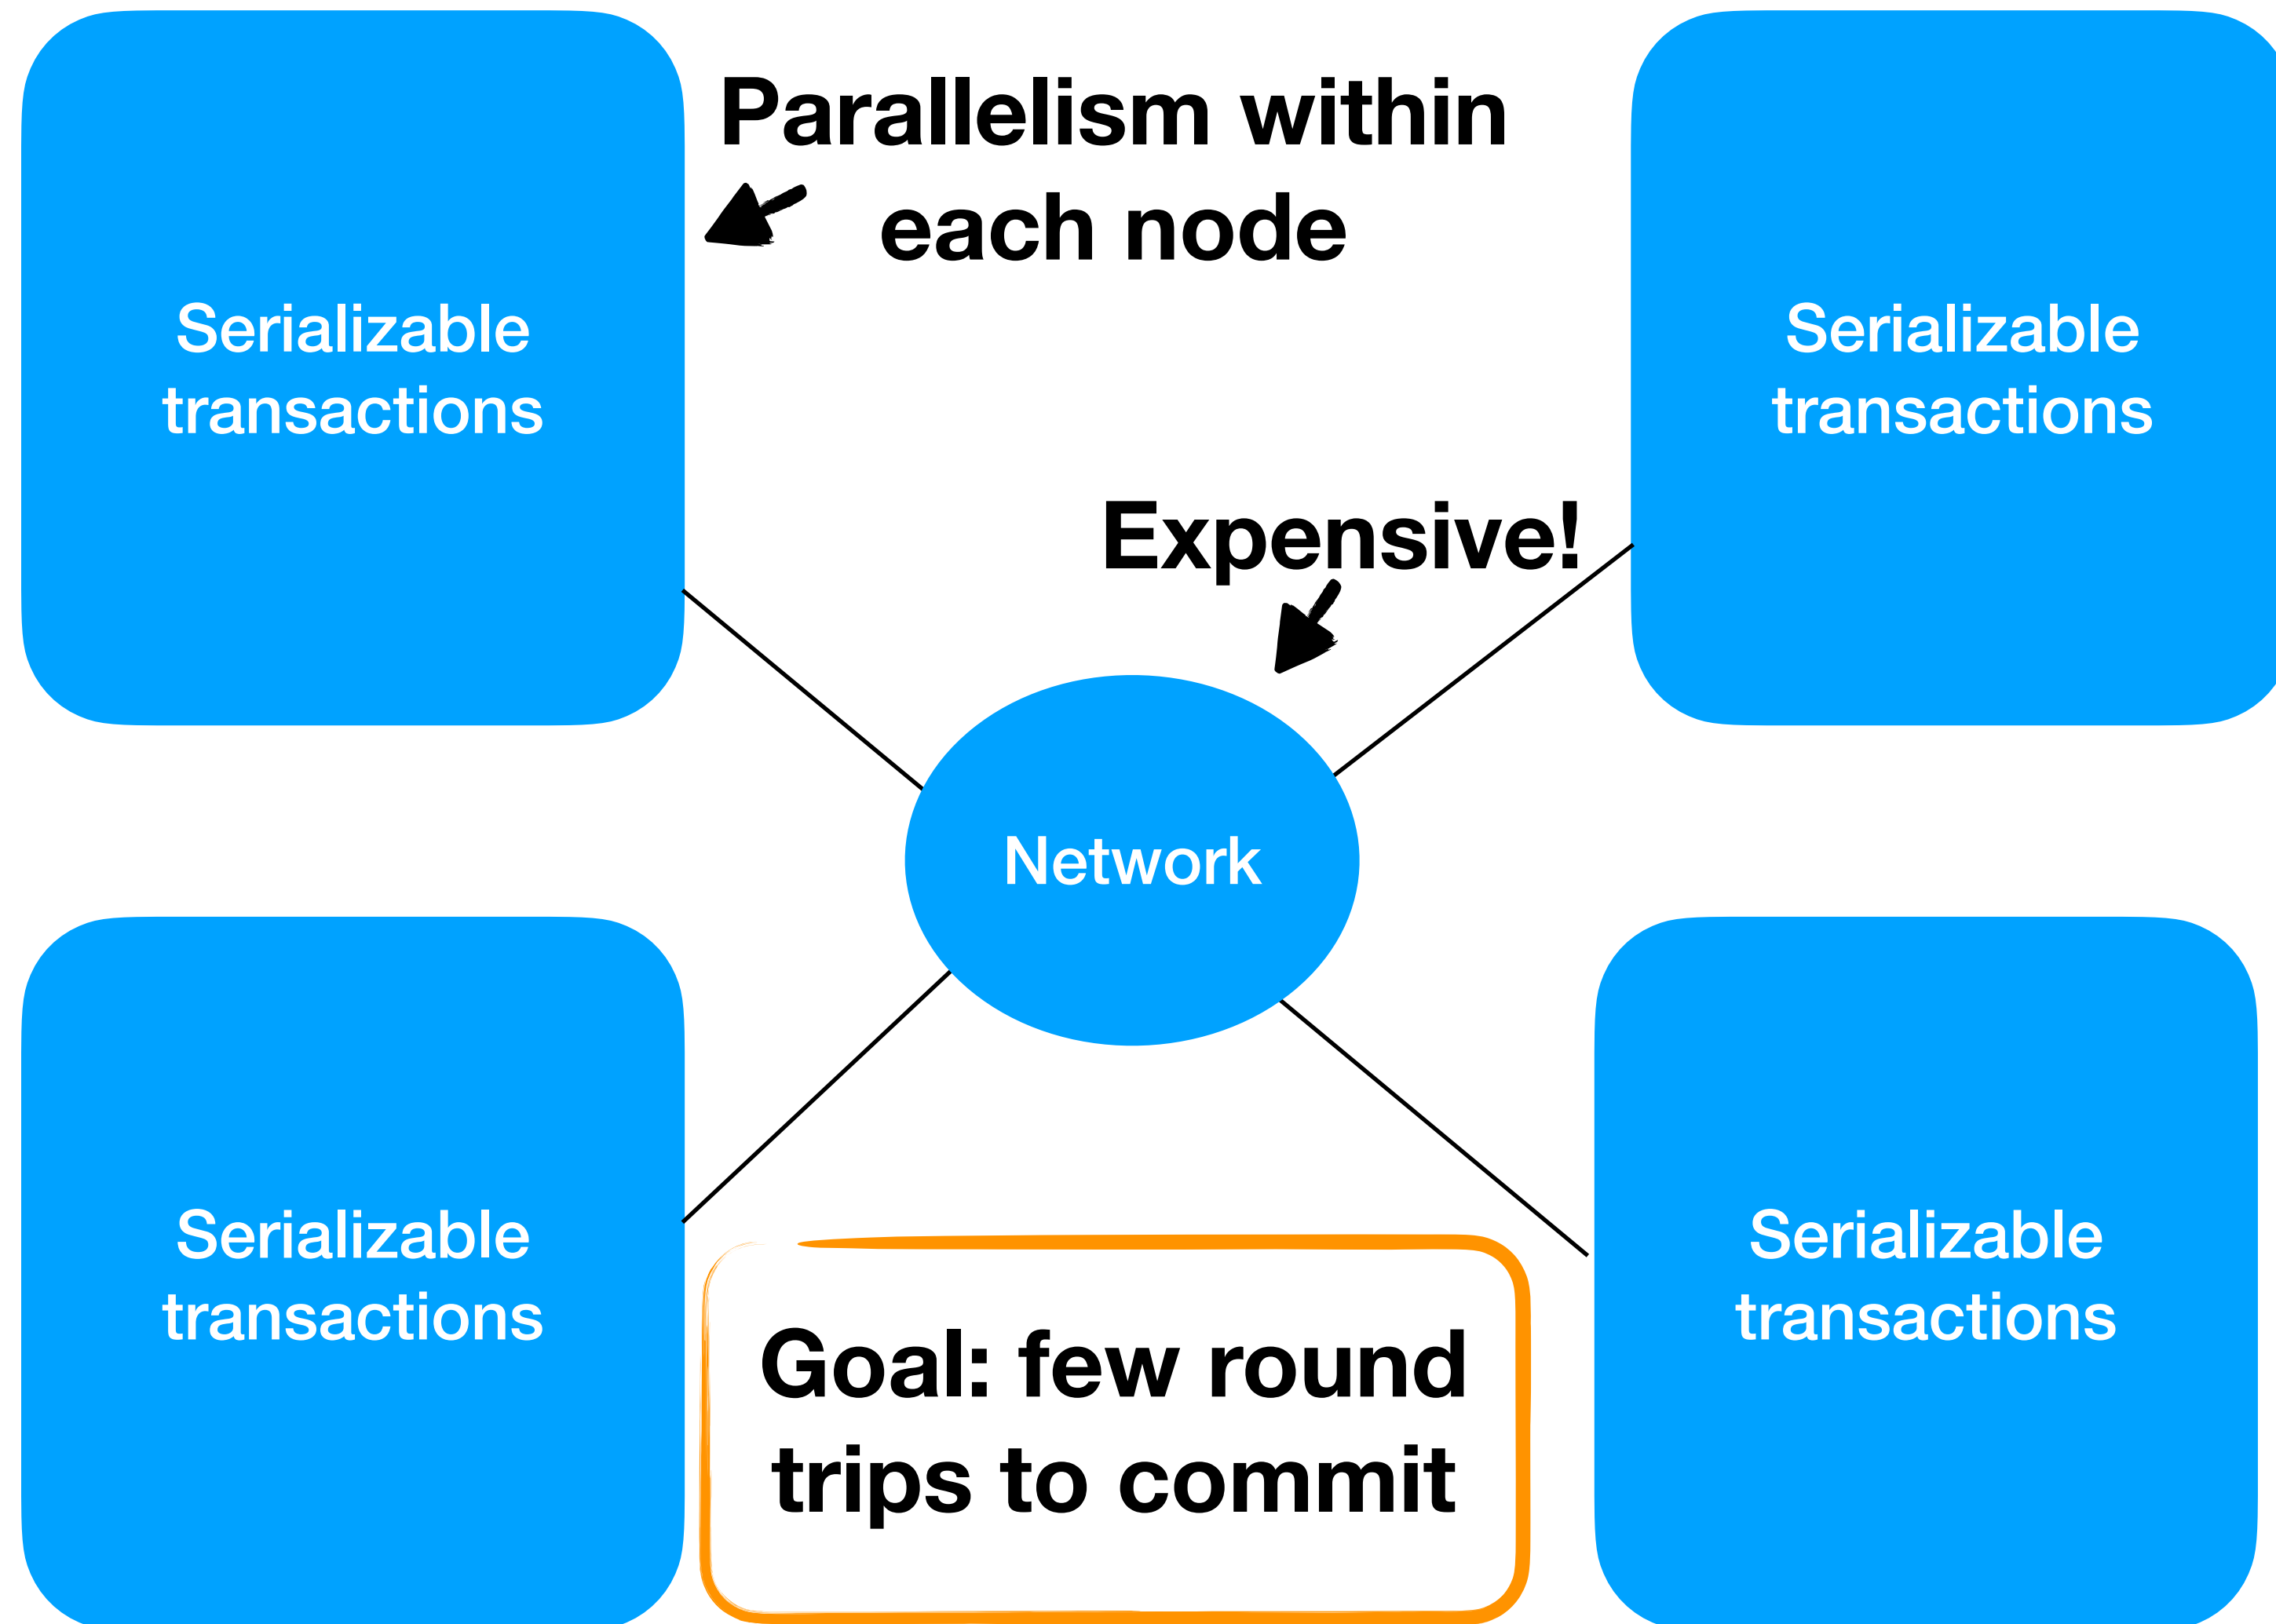 Parallelism within
each node
Serializable
transactions
Serializable
transactions
Expensive!
Network
Serializable
transactions
Serializable
transactions
Goal: few round
trips to commit